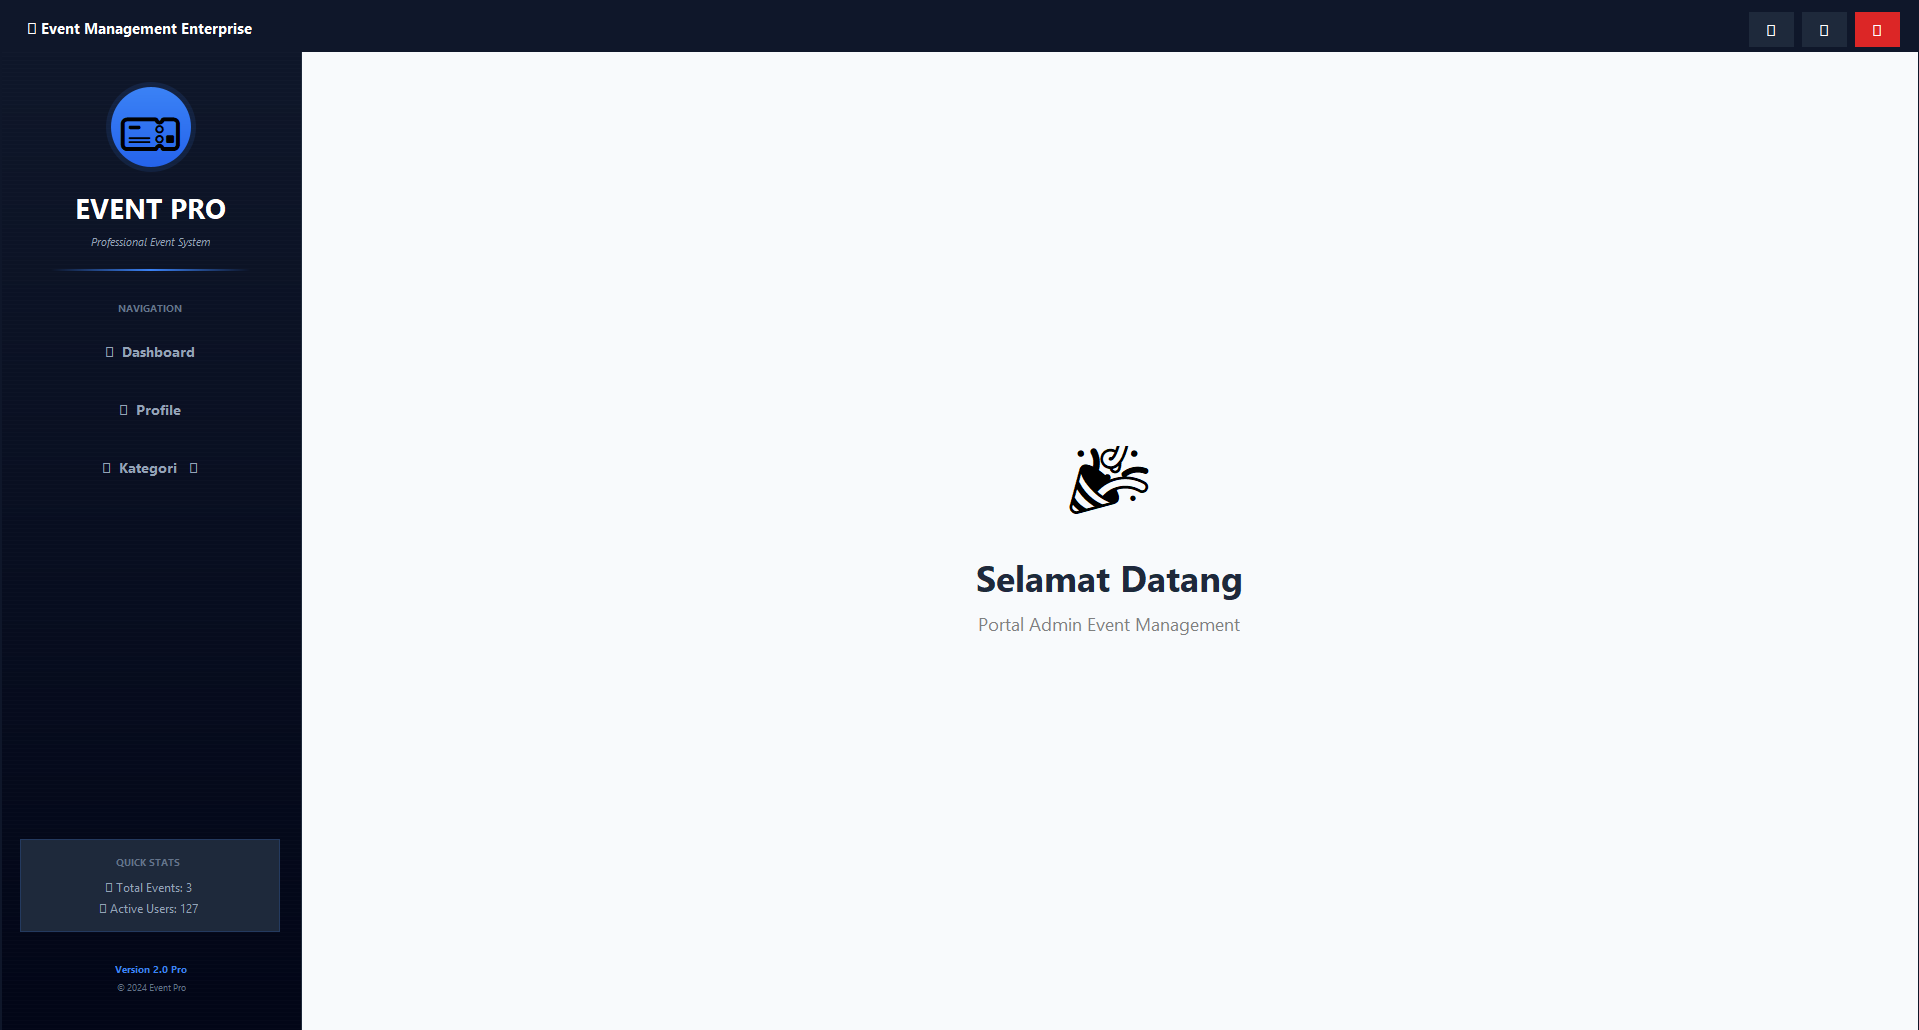 Event Management Enterprise
EVENT PRO
Professional Event System
NAVIGATION
Dashboard
Profile
Kategori
QUICK STATS
Total Events: 3
Active Users: 127
Version 2.0 Pro
© 2024 Event Pro
Selamat Datang
Portal Admin Event Management